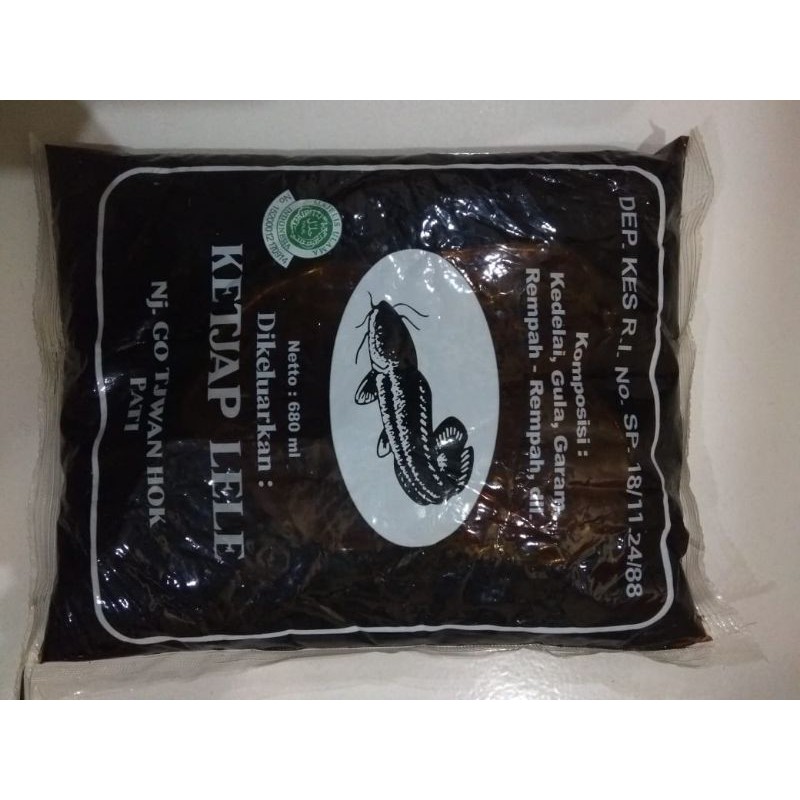 DEP. KES R.I. No. SP- 18/11.24/88
Komposisi :
Kedelai, Gula, Garam,
Rempah - Rempah, dll
Netto : 680 ml
Dikeluarkan :
KETJAP LELE
Nj. GO TJWAN HOK
PATI